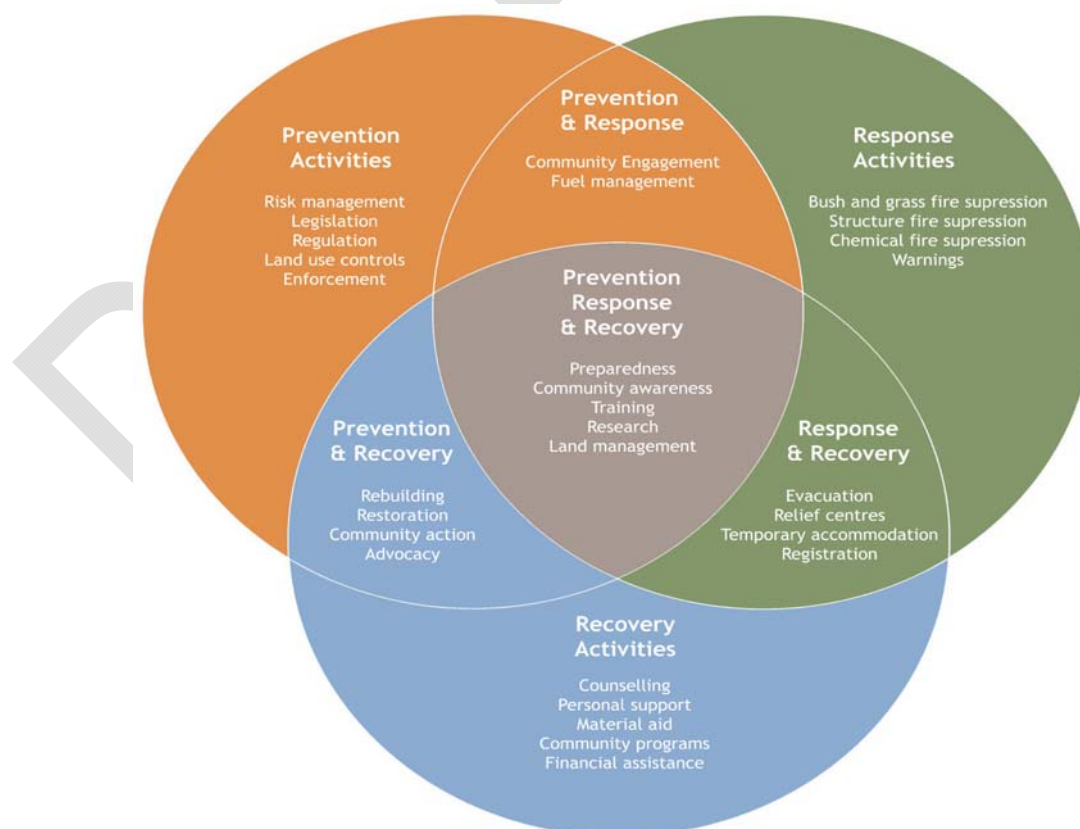 Prevention
& Response
Community Engagement
Fuel management
Prevention
Activities
Risk management
Legislation
Regulation
Land use controls
Enforcement
Response
Activities
Bush and grass fire supression
Structure fire supression
Chemical fire supression
Warnings
Prevention
Response
& Recovery
Preparedness
Community awareness
Training
Research
Land management
Prevention
& Recovery
Rebuilding
Restoration
Community action
Advocacy
Response
& Recovery
Evacuation
Relief centres
Temporary accommodation
Registration
Recovery
Activities
Counselling
Personal support
Material aid
Community programs
Financial assistance